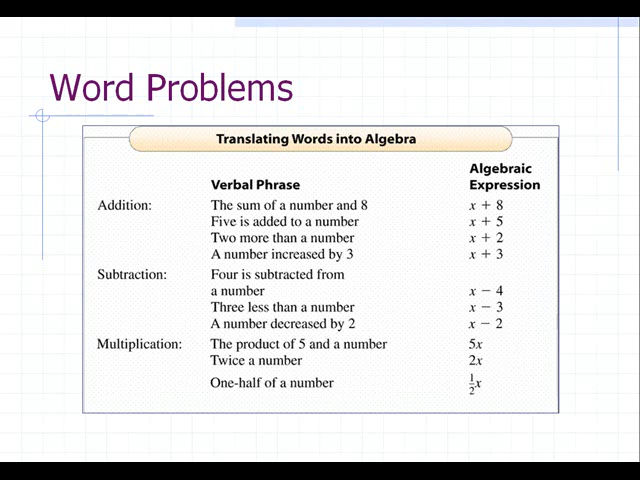 Word Problems
Translating Words into Algebra
Verbal Phrase
Algebraic
Expression
Addition: The sum of a number and 8 x + 8
Five is added to a number x + 5
Two more than a number x + 2
A number increased by 3 x + 3
Subtraction: Four is subtracted from
a number x − 4
Three less than a number x − 3
A number decreased by 2 x − 2
Multiplication: The product of 5 and a number 5x
Twice a number 2x
One-half of a number ½x